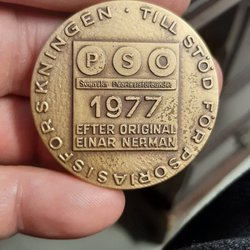 TILL STÖD FÖR PSORIASISFORSKNINGEN
PSO
Svenska Psoriasisförbundet
1977
EFTER ORIGINAL
EINAR NERMAN